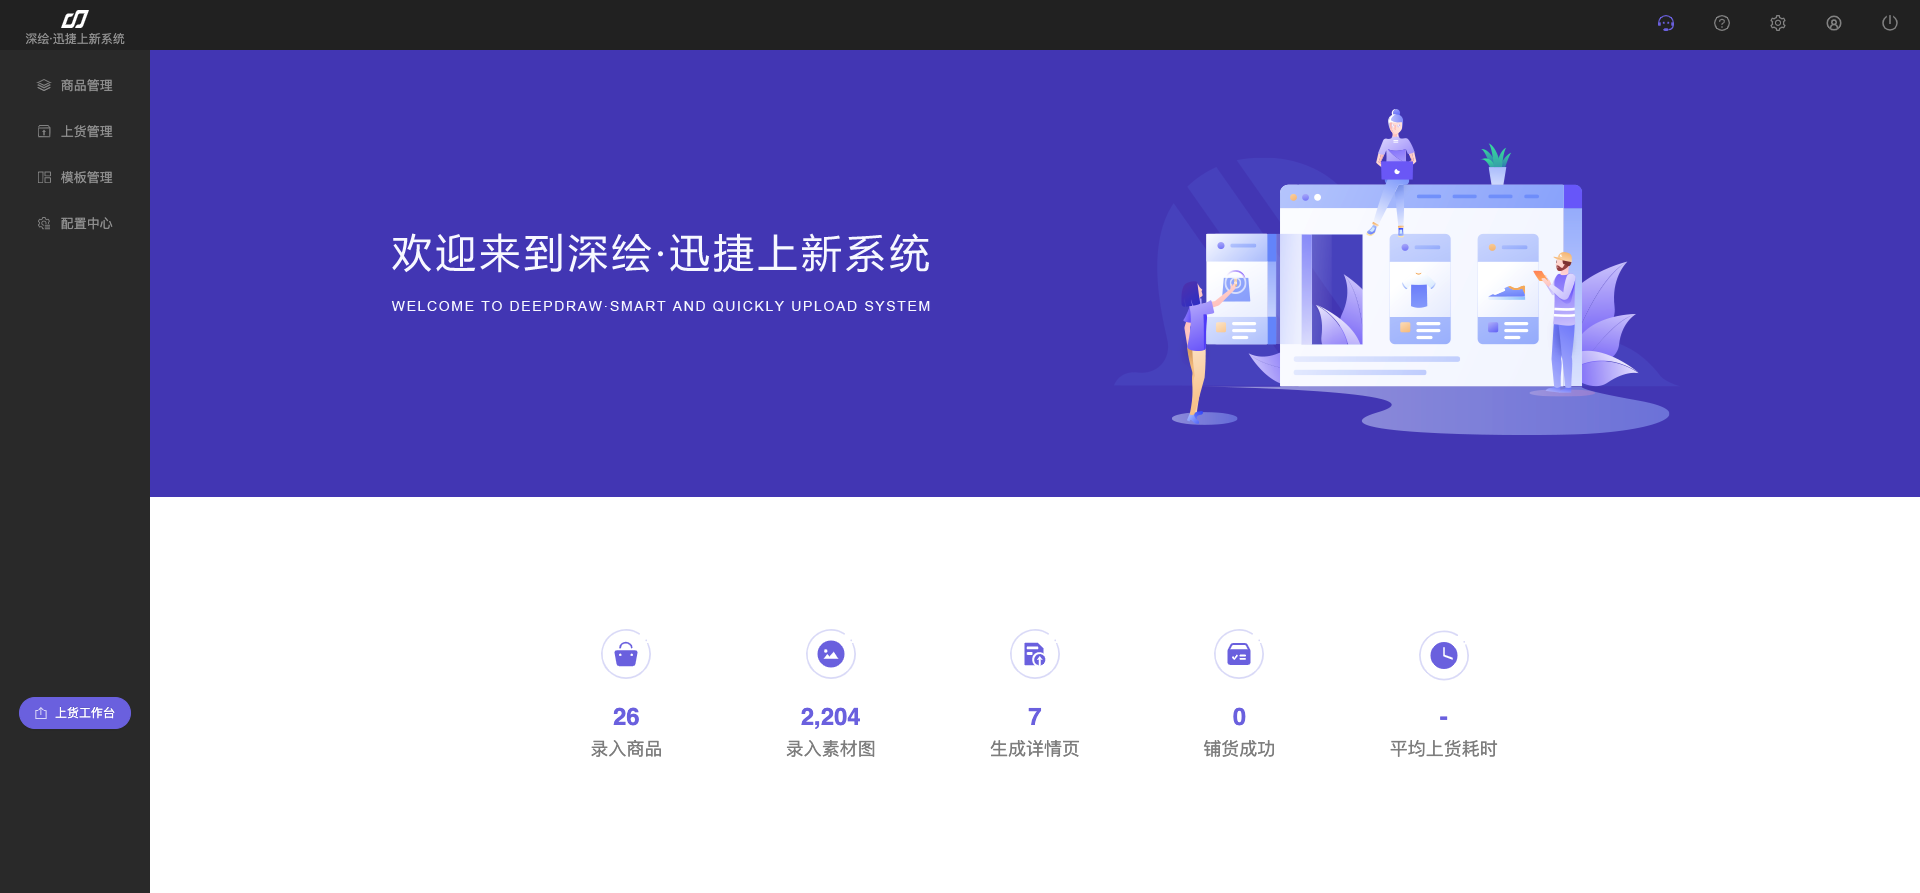 深绘·迅捷上新系统
商品管理
上货管理
模板管理
配置中心
上货工作台
欢迎来到深绘·迅捷上新系统
WELCOME TO DEEPDRAW·SMART AND QUICKLY UPLOAD SYSTEM
26
录入商品
2,204
录入素材图
7
生成详情页
0
铺货成功
-
平均上货耗时